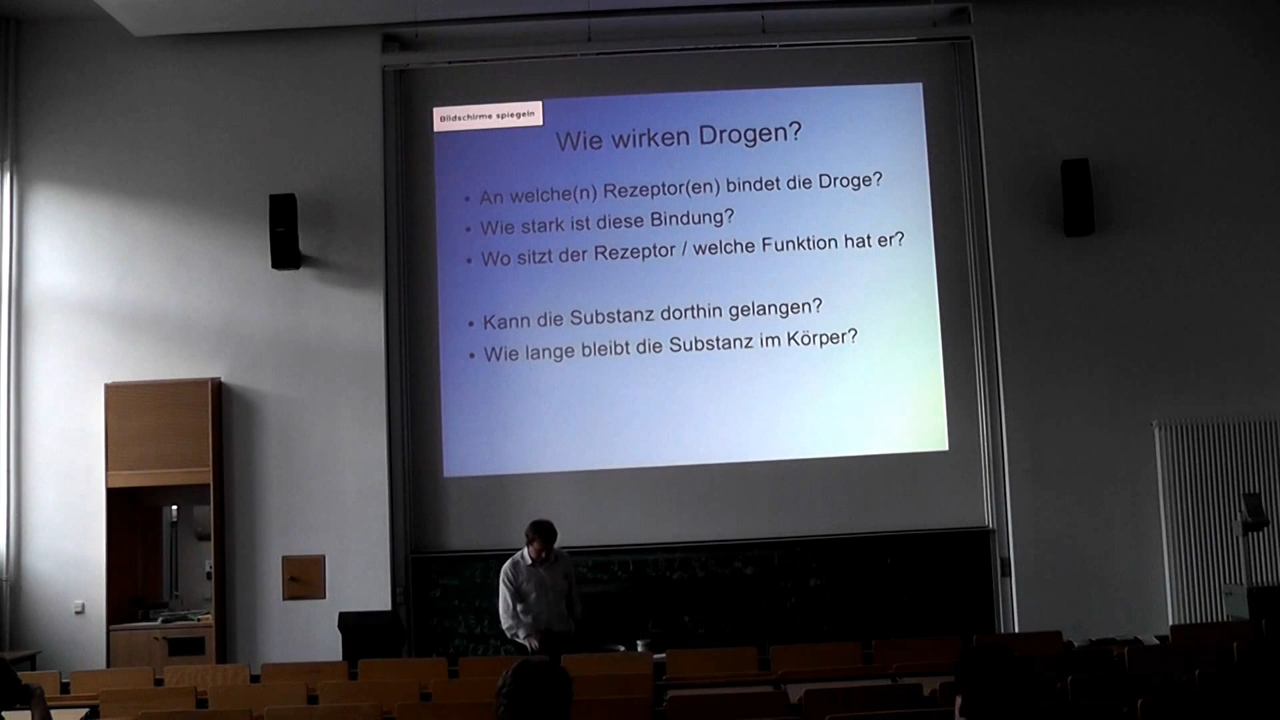 Bildschirme spiegeln
Wie wirken Drogen?
• An welche(n) Rezeptor(en) bindet die Droge?
• Wie stark ist diese Bindung?
• Wo sitzt der Rezeptor / welche Funktion hat er?
• Kann die Substanz dorthin gelangen?
• Wie lange bleibt die Substanz im Körper?